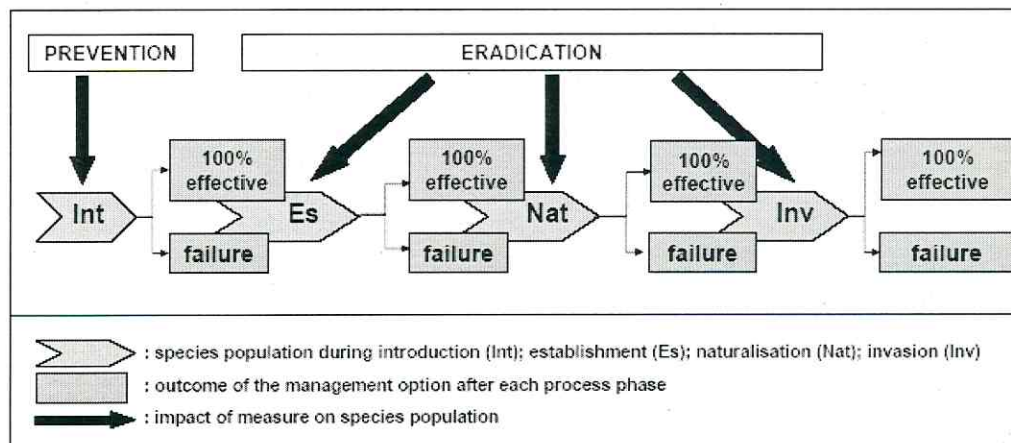 PREVENTION
ERADICATION
100%
effective
100%
effective
100%
effective
100%
effective
Int
Es
Nat
Inv
failure
failure
failure
failure
: species population during introduction (Int); establishment (Es); naturalisation (Nat); invasion (Inv)
: outcome of the management option after each process phase
: impact of measure on species population